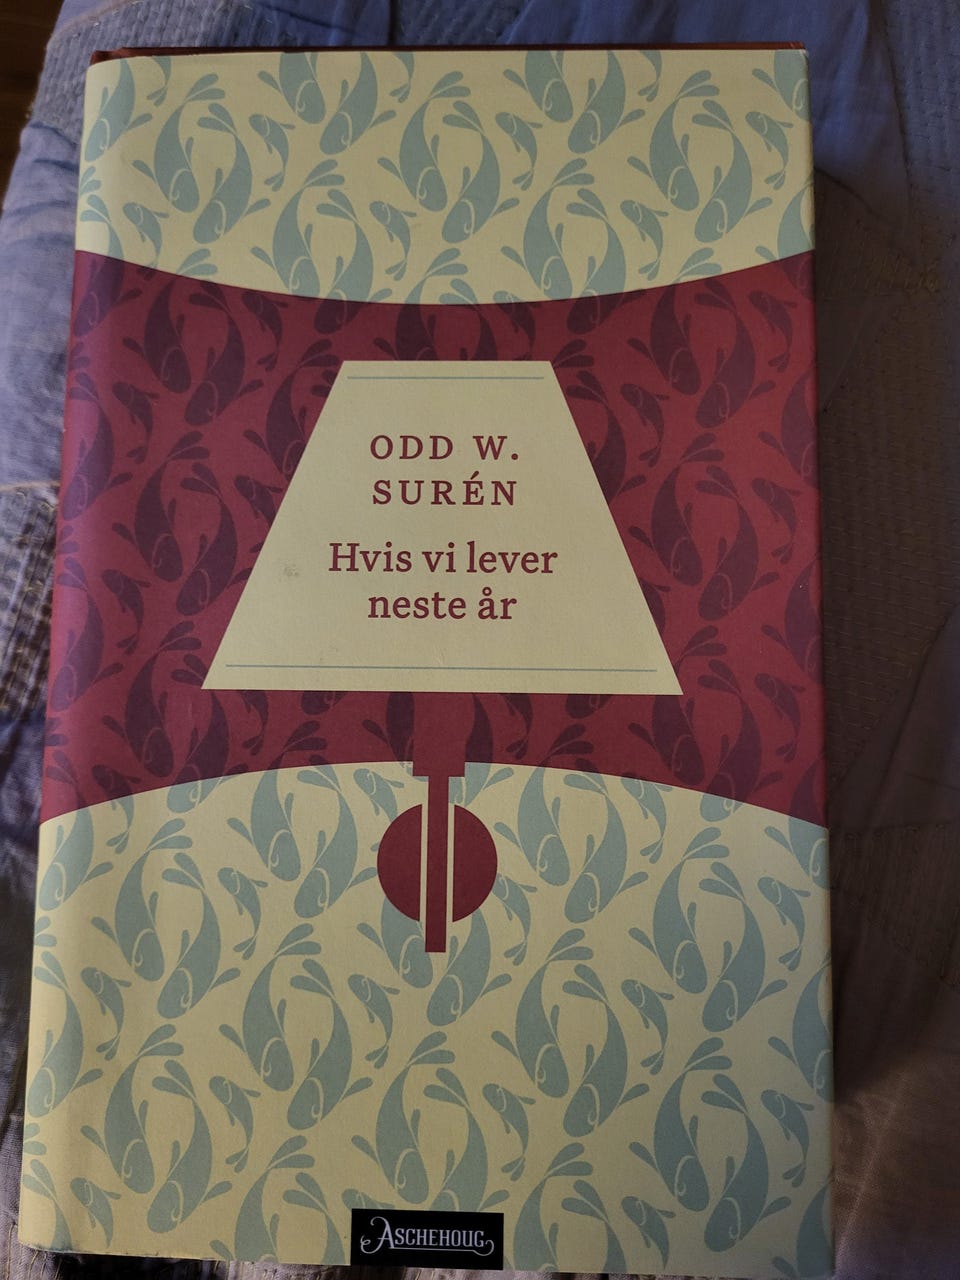 ODD W.
SURÉN
Hvis vi lever
neste år
ASCHEHOUG